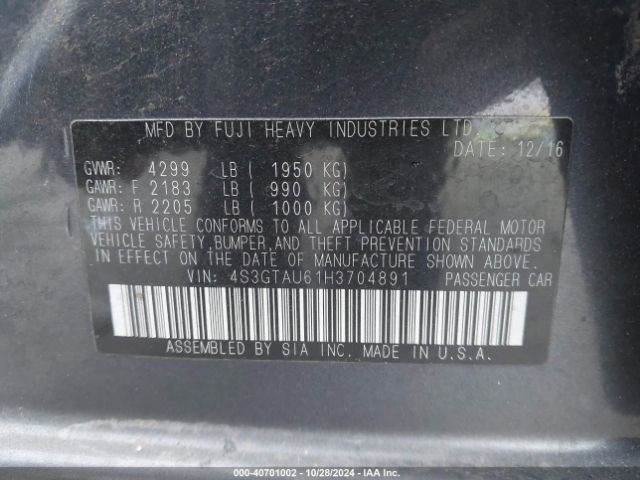 MFD BY FUJI HEAVY INDUSTRIES LTD.
DATE: 12/16
GVWR: 4299 LB ( 1950 KG)
GAWR: F 2183 LB ( 990 KG)
GAWR: R 2205 LB ( 1000 KG)
THIS VEHICLE CONFORMS TO ALL APPLICABLE FEDERAL MOTOR
VEHICLE SAFETY,BUMPER,AND THEFT PREVENTION STANDARDS
IN EFFECT ON THE DATE OF MANUFACTURE SHOWN ABOVE.
VIN: 4S3GTAU61H3704891 PASSENGER CAR
ASSEMBLED BY SIA INC. MADE IN U.S.A.
000-40701002 - 10/28/2024 - IAAI.COM